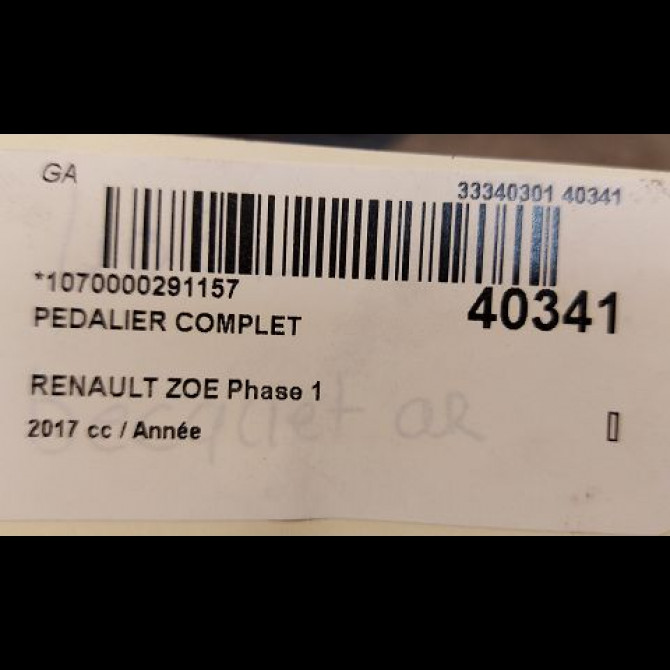 GA
33340301 40341
*1070000291157
40341
PEDALIER COMPLET
RENAULT ZOE Phase 1
2017 cc / Année